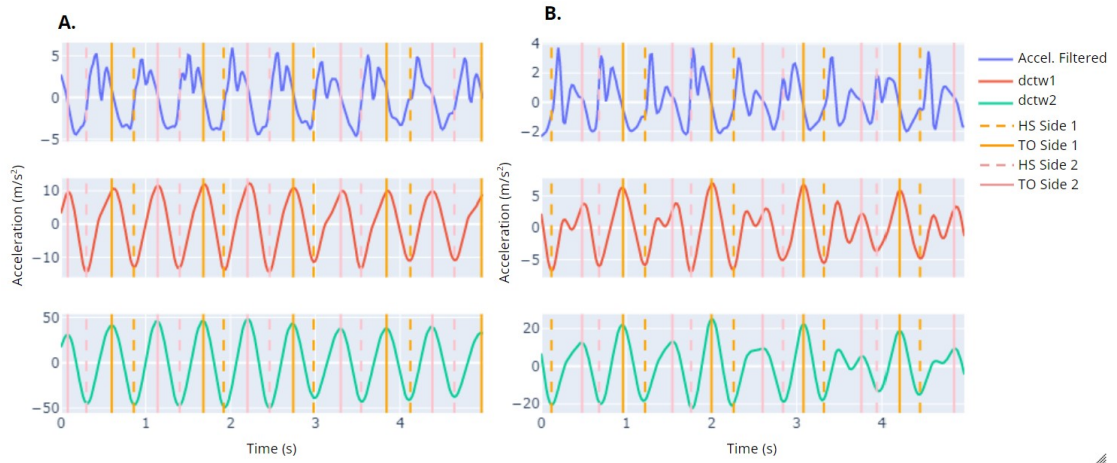 A.
B.
5
0
−5
4
2
0
−2
Accel. Filtered
dctw1
dctw2
HS Side 1
TO Side 1
HS Side 2
TO Side 2
Acceleration (m/s²)
10
0
−10
Acceleration (m/s²)
5
0
−5
50
0
−50
20
0
−20
0 1 2 3 4
0 1 2 3 4
Time (s)
Time (s)